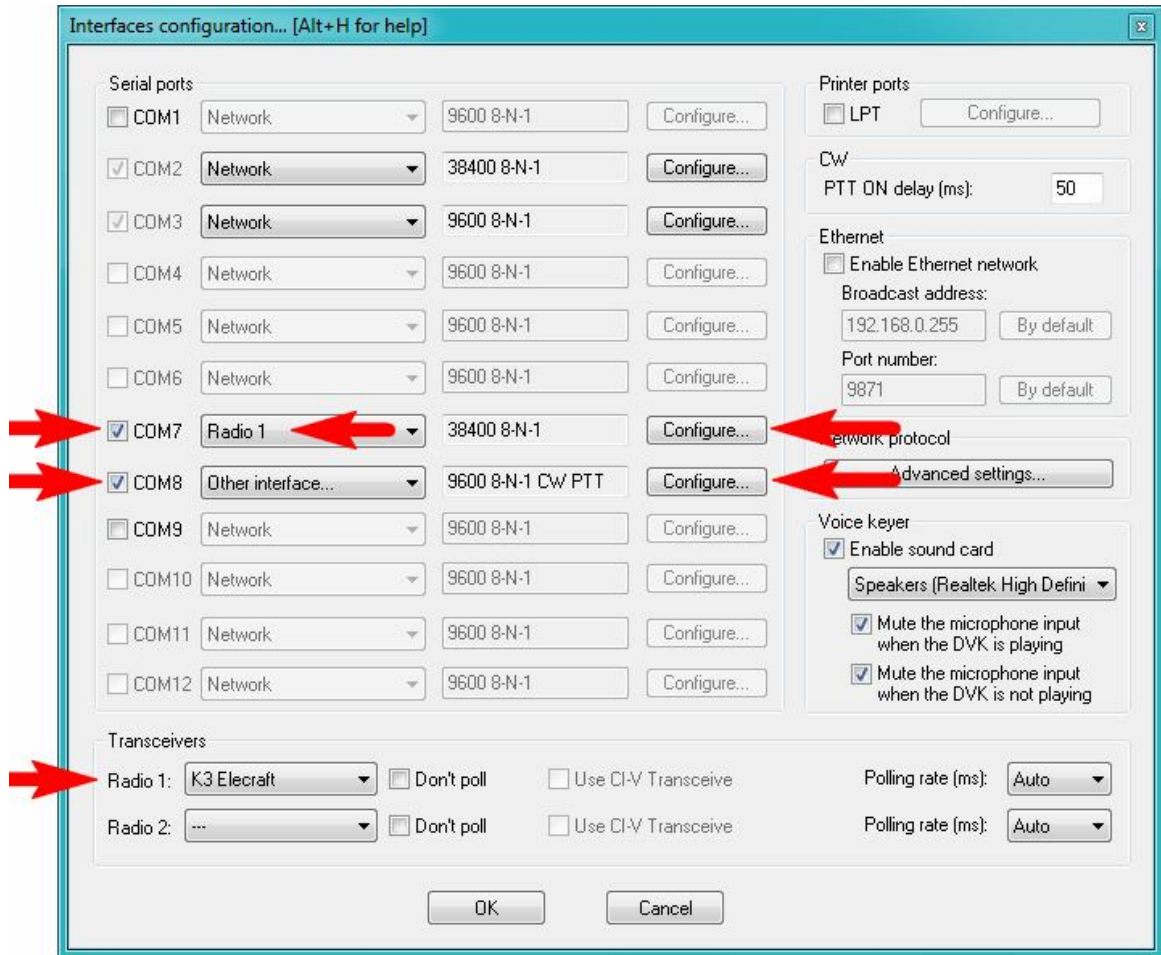 Interfaces configuration... [Alt+H for help]
Serial ports
COM1 Network 9600 8-N-1 Configure...
COM2 Network 38400 8-N-1 Configure...
COM3 Network 9600 8-N-1 Configure...
COM4 Network 9600 8-N-1 Configure...
COM5 Network 9600 8-N-1 Configure...
COM6 Network 9600 8-N-1 Configure...
COM7 Radio 1 38400 8-N-1 Configure...
COM8 Other interface... 9600 8-N-1 CW PTT Configure...
COM9 Network 9600 8-N-1 Configure...
COM10 Network 9600 8-N-1 Configure...
COM11 Network 9600 8-N-1 Configure...
COM12 Network 9600 8-N-1 Configure...
Printer ports
LPT Configure...
CW
PTT ON delay (ms): 50
Ethernet
Enable Ethernet network
Broadcast address:
192.168.0.255 By default
Port number:
9871 By default
Network protocol
Advanced settings...
Voice keyer
Enable sound card
Speakers (Realtek High Defini
Mute the microphone input
when the DVK is playing
Mute the microphone input
when the DVK is not playing
Transceivers
Radio 1: K3 Elecraft Don't poll Use CI-V Transceive Polling rate (ms): Auto
Radio 2: --- Don't poll Use CI-V Transceive Polling rate (ms): Auto
OK Cancel